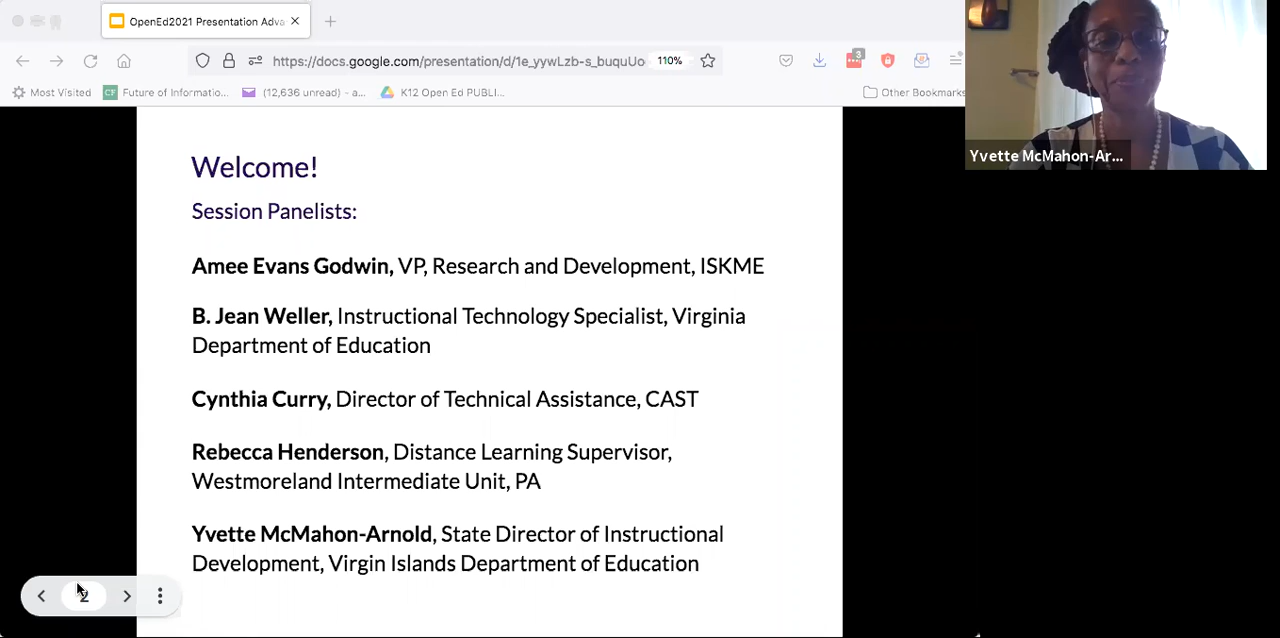 OpenEd2021 Presentation Adva
https://docs.google.com/presentation/d/1e_yywLzb-s_buquUo
110%
3
Most Visited
CF
Future of Informatio...
(12,636 unread) - a...
K12 Open Ed PUBLI...
Other Bookmarks
Yvette McMahon-Ar...
Welcome!
Session Panelists:
Amee Evans Godwin, VP, Research and Development, ISKME
B. Jean Weller, Instructional Technology Specialist, Virginia
Department of Education
Cynthia Curry, Director of Technical Assistance, CAST
Rebecca Henderson, Distance Learning Supervisor,
Westmoreland Intermediate Unit, PA
Yvette McMahon-Arnold, State Director of Instructional
Development, Virgin Islands Department of Education
2